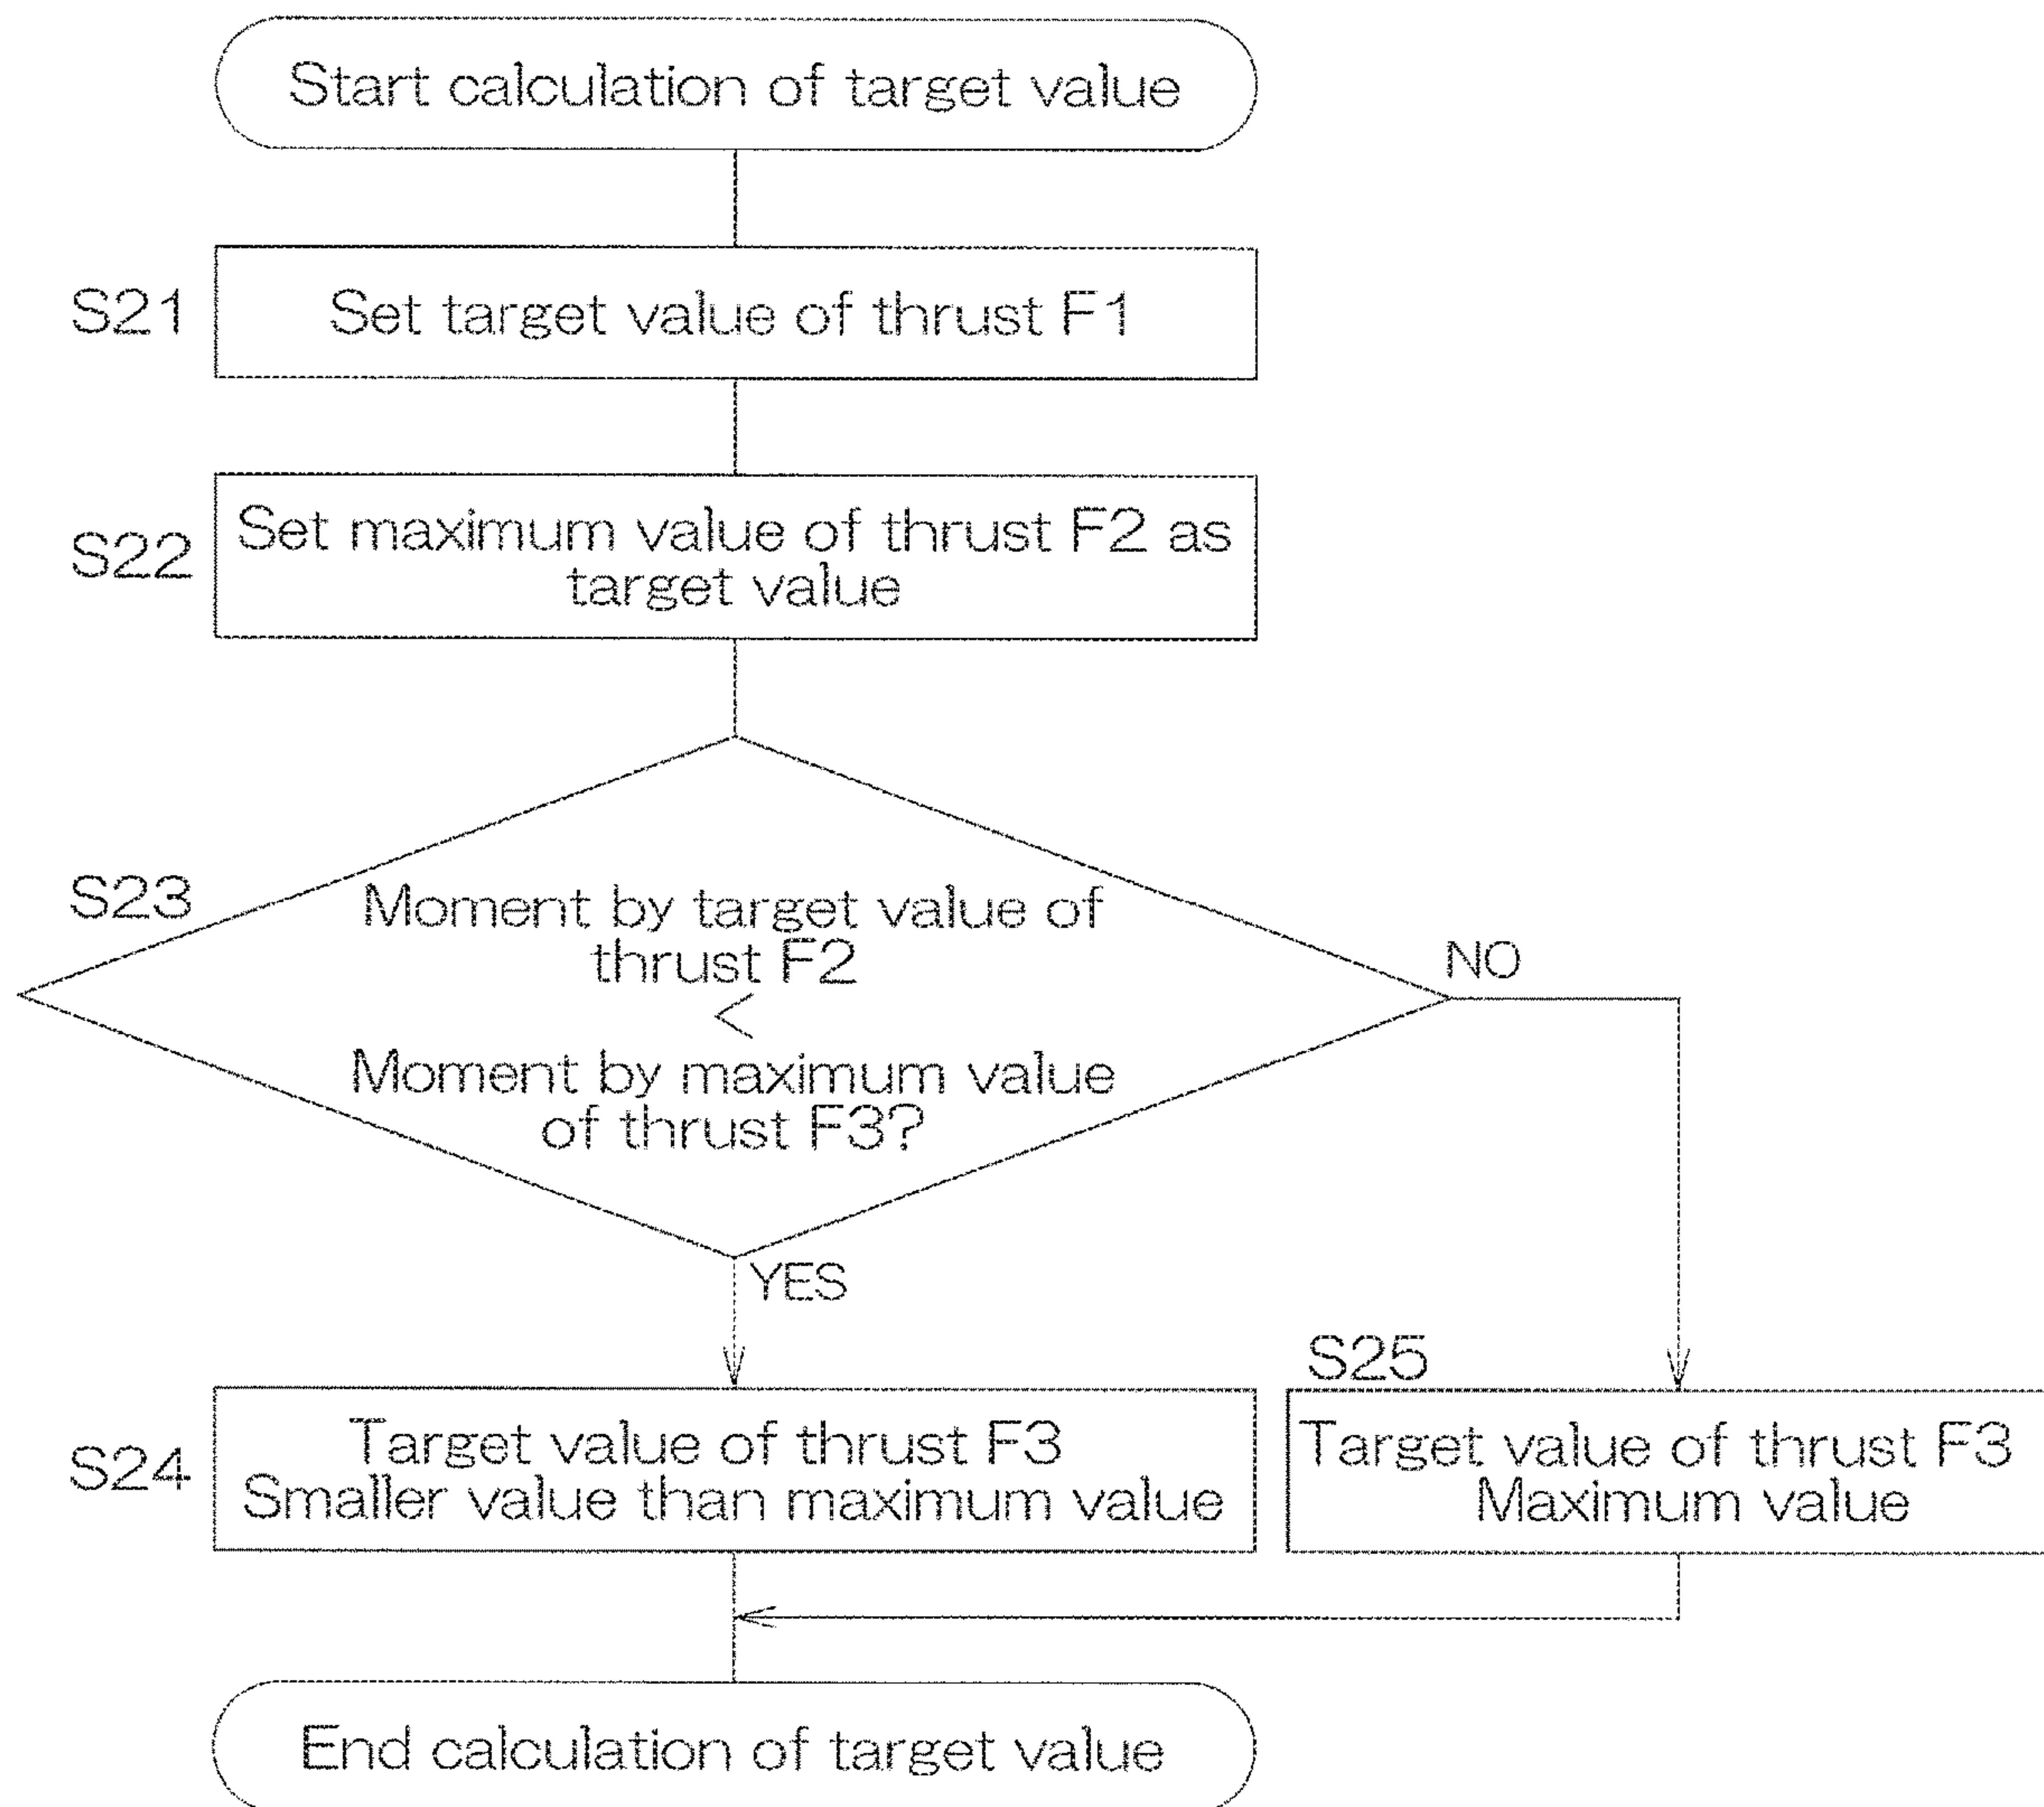 Start calculation of target value
S21
Set target value of thrust F1
S22
Set maximum value of thrust F2 as
target value
S23
Moment by target value of
thrust F2
<
Moment by maximum value
of thrust F3?
NO
YES
S24
Target value of thrust F3
Smaller value than maximum value
S25
Target value of thrust F3
Maximum value
End calculation of target value